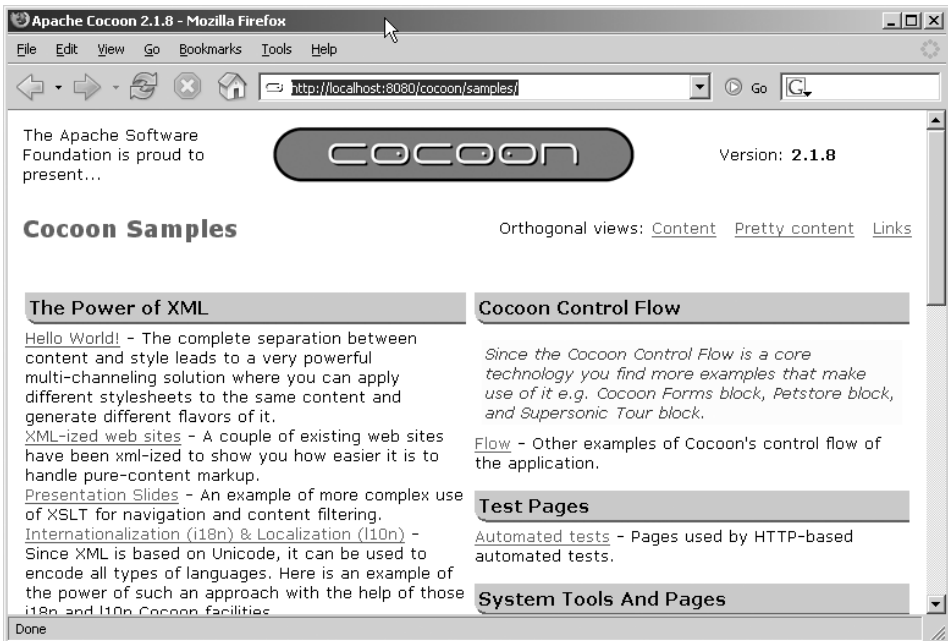 Apache Cocoon 2.1.8 - Mozilla Firefox
File Edit View Go Bookmarks Tools Help
http://localhost:8080/cocoon/samples/
Go
G
The Apache Software
Foundation is proud to
present...
COCOON
Version: 2.1.8
Cocoon Samples
Orthogonal views: Content Pretty content Links
The Power of XML
Hello World! - The complete separation between
content and style leads to a very powerful
multi-channeling solution where you can apply
different stylesheets to the same content and
generate different flavors of it.
XML-ized web sites - A couple of existing web sites
have been xml-ized to show you how easier it is to
handle pure-content markup.
Presentation Slides - An example of more complex use
of XSLT for navigation and content filtering.
Internationalization (i18n) & Localization (l10n) -
Since XML is based on Unicode, it can be used to
encode all types of languages. Here is an example of
the power of such an approach with the help of those
i18n and l10n Cocoon facilities
Cocoon Control Flow
Since the Cocoon Control Flow is a core
technology you find more examples that make
use of it e.g. Cocoon Forms block, Petstore block,
and Supersonic Tour block.
Flow - Other examples of Cocoon's control flow of
the application.
Test Pages
Automated tests - Pages used by HTTP-based
automated tests.
System Tools And Pages
Done